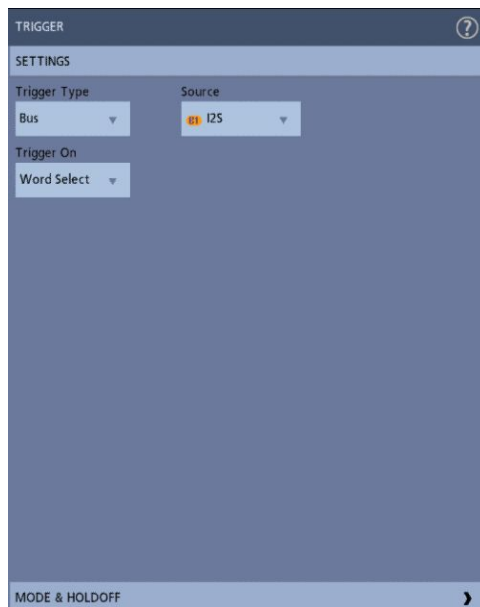 TRIGGER
?
SETTINGS
Trigger Type Source
Bus B1 I2S
Trigger On
Word Select
MODE & HOLDOFF